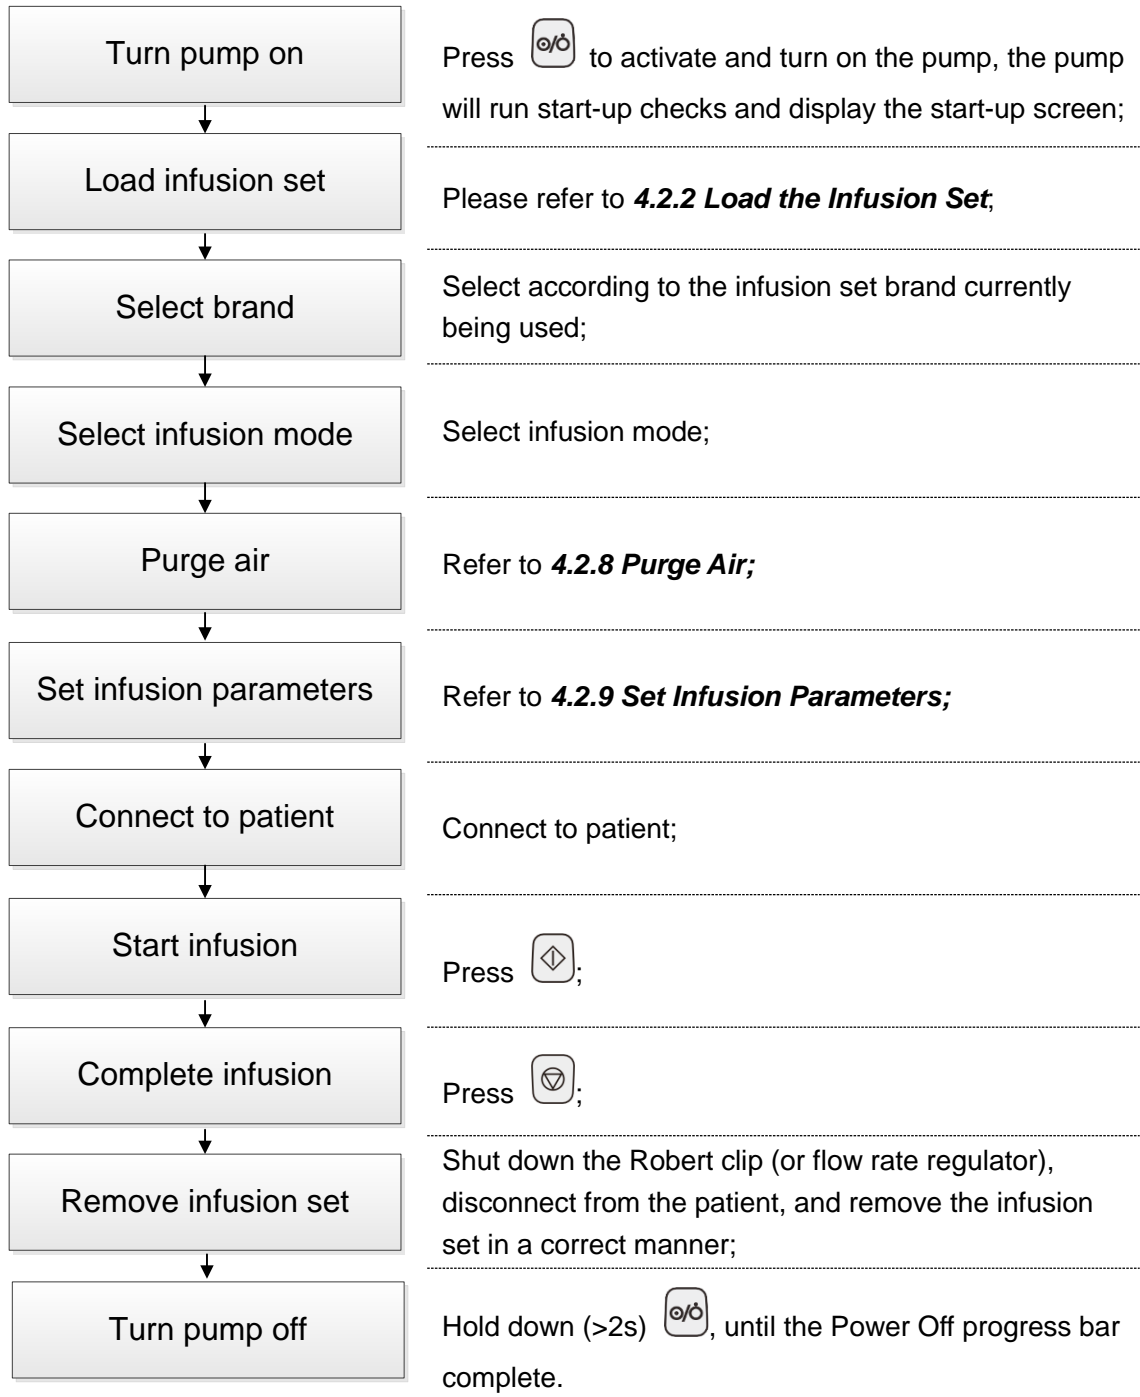 Turn pump on
Press to activate and turn on the pump, the pump
will run start-up checks and display the start-up screen;
Load infusion set
Please refer to 4.2.2 Load the Infusion Set;
Select brand
Select according to the infusion set brand currently
being used;
Select infusion mode
Select infusion mode;
Purge air
Refer to 4.2.8 Purge Air;
Set infusion parameters
Refer to 4.2.9 Set Infusion Parameters;
Connect to patient
Connect to patient;
Start infusion
Press ;
Complete infusion
Press ;
Remove infusion set
Shut down the Robert clip (or flow rate regulator),
disconnect from the patient, and remove the infusion
set in a correct manner;
Turn pump off
Hold down (>2s) , until the Power Off progress bar
complete.